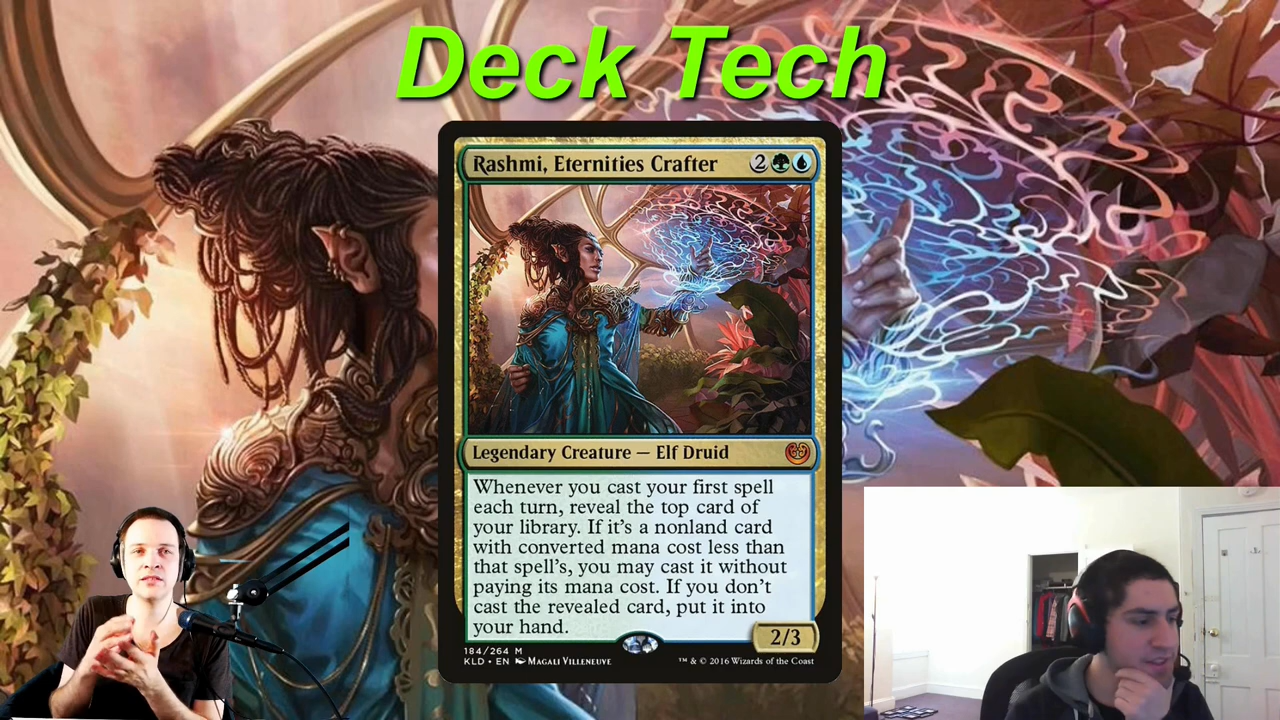 Deck Tech
Rashmi, Eternities Crafter 2
Legendary Creature — Elf Druid
Whenever you cast your first spell
each turn, reveal the top card of
your library. If it's a nonland card
with converted mana cost less than
that spell's, you may cast it without
paying its mana cost. If you don't
cast the revealed card, put it into
your hand.
2/3
184/264 M
KLD • EN Magali Villeneuve ™ & © 2016 Wizards of the Coast